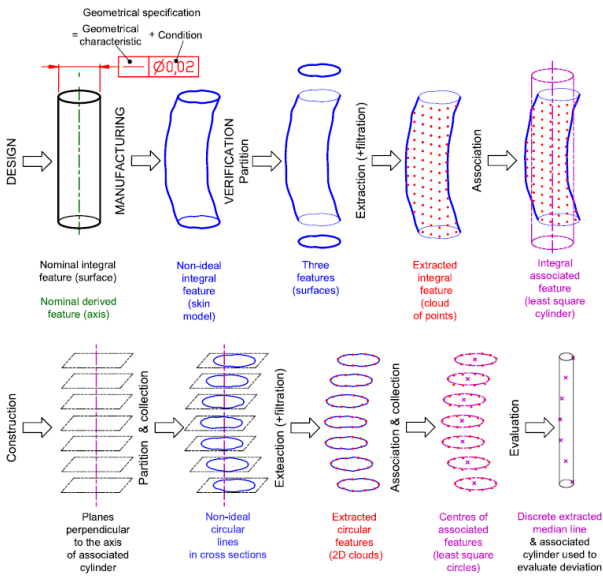 Geometrical specification
= Geometrical characteristic + Condition
— Ø0,02
DESIGN
MANUFACTURING
VERIFICATION
Partition
Extraction (+filtration)
Association
Nominal integral
feature (surface)
Nominal derived
feature (axis)
Non-ideal
integral
feature
(skin
model)
Three
features
(surfaces)
Extracted
integral
feature
(cloud
of points)
Integral
associated
feature
(least square
cylinder)
Construction
Partition & collection
Exteaction (+filtration)
Association & collection
Evaluation
Planes
perpendicular
to the axis
of associated
cylinder
Non-ideal
circular
lines
in cross sections
Extracted
circular
features
(2D clouds)
Centres of
associated
features
(least square
circles)
Discrete extracted
median line
& associated
cylinder used to
evaluate deviation